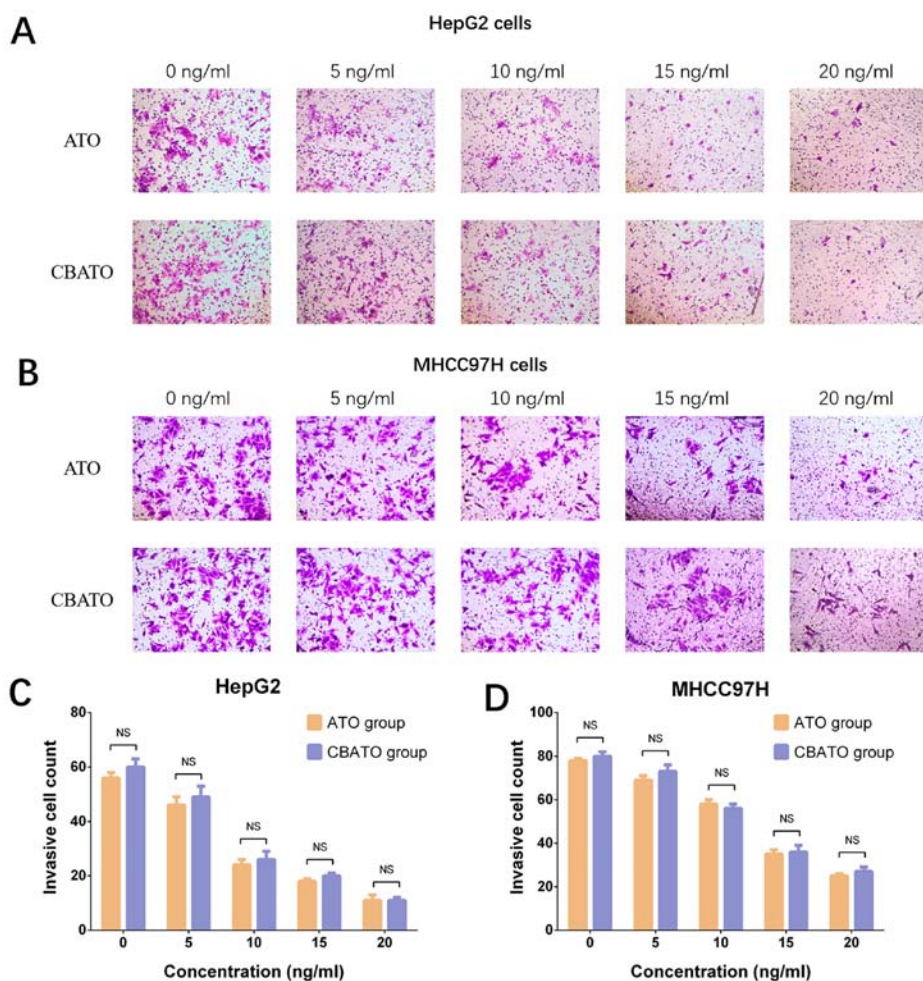 A
HepG2 cells
0 ng/ml 5 ng/ml 10 ng/ml 15 ng/ml 20 ng/ml
ATO
CBATO
B
MHCC97H cells
0 ng/ml 5 ng/ml 10 ng/ml 15 ng/ml 20 ng/ml
ATO
CBATO
C
HepG2
Invasive cell count
80
60
40
20
0
NS NS NS NS NS
ATO group
CBATO group
0 5 10 15 20
Concentration (ng/ml)
D
MHCC97H
Invasive cell count
100
80
60
40
20
0
NS NS NS NS NS
ATO group
CBATO group
0 5 10 15 20
Concentration (ng/ml)